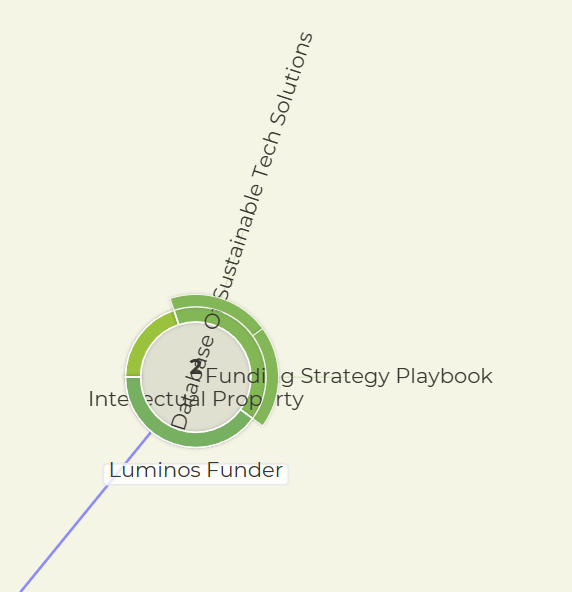 Database Of Sustainable Tech Solutions
Funding Strategy Playbook
Intellectual Property
Luminos Funder